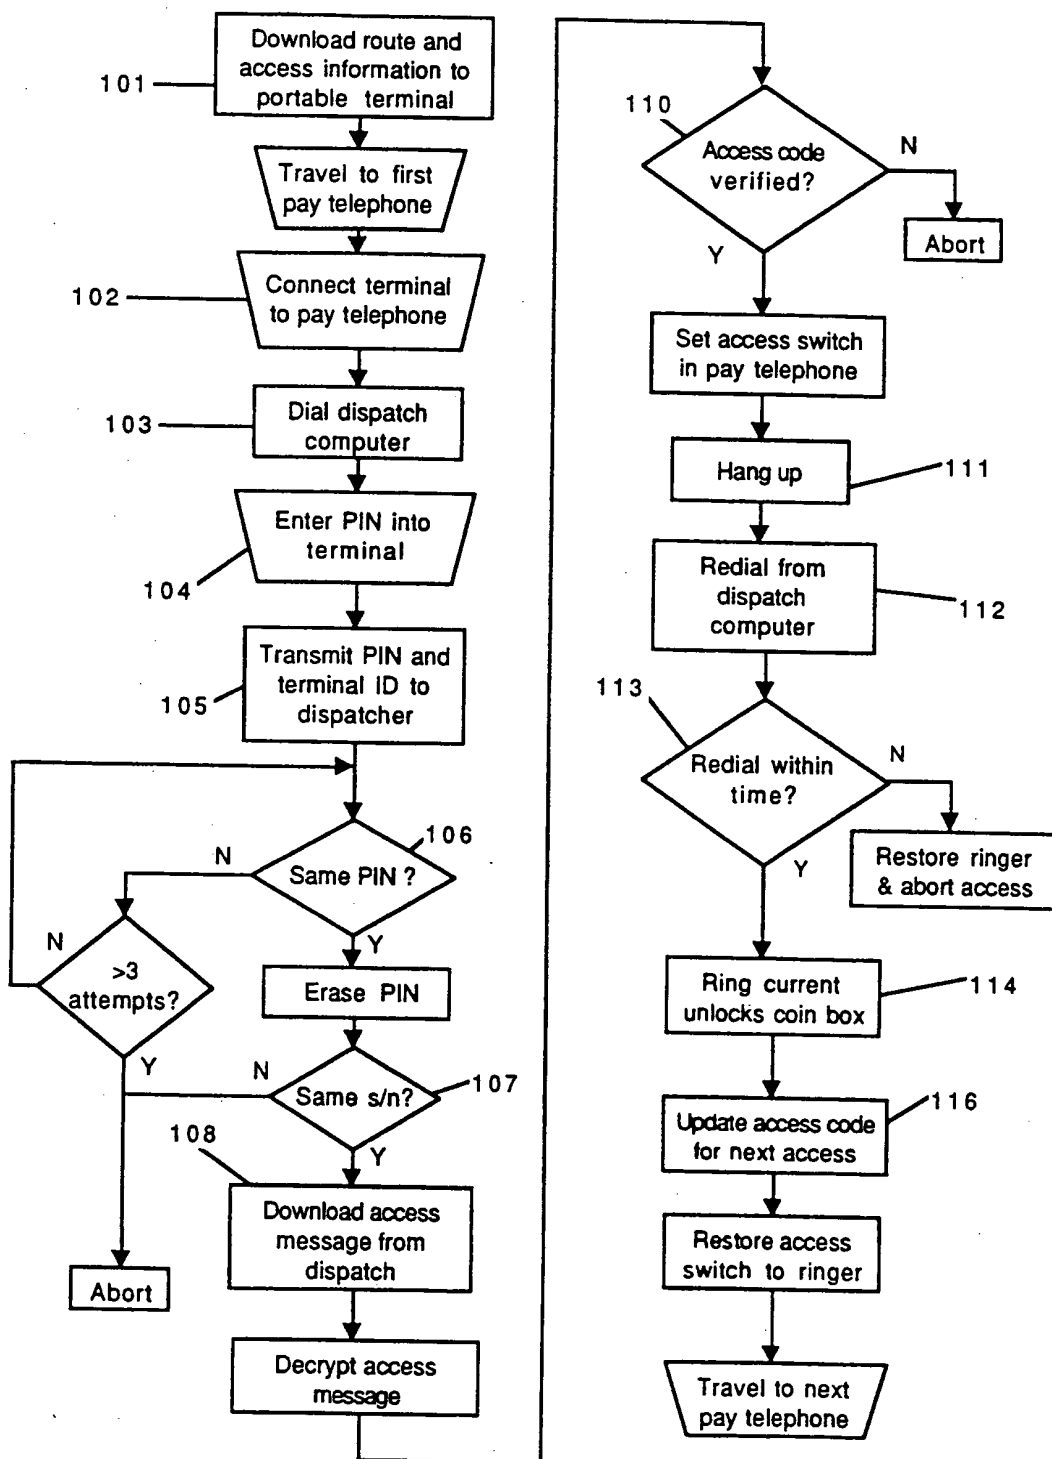 Download route and
access information to
portable terminal
101
Travel to first
pay telephone
Connect terminal
to pay telephone
102
Dial dispatch
computer
103
Enter PIN into
terminal
104
Transmit PIN and
terminal ID to
dispatcher
105
106
Same PIN ?
N
Y
>3
attempts?
N
Y
Erase PIN
Same s/n?
107
N
Y
108
Download access
message from
dispatch
Abort
Decrypt access
message
110
Access code
verified?
N
Y
Abort
Set access switch
in pay telephone
Hang up
111
Redial from
dispatch
computer
112
113
Redial within
time?
N
Y
Restore ringer
& abort access
Ring current
unlocks coin box
114
Update access code
for next access
116
Restore access
switch to ringer
Travel to next
pay telephone